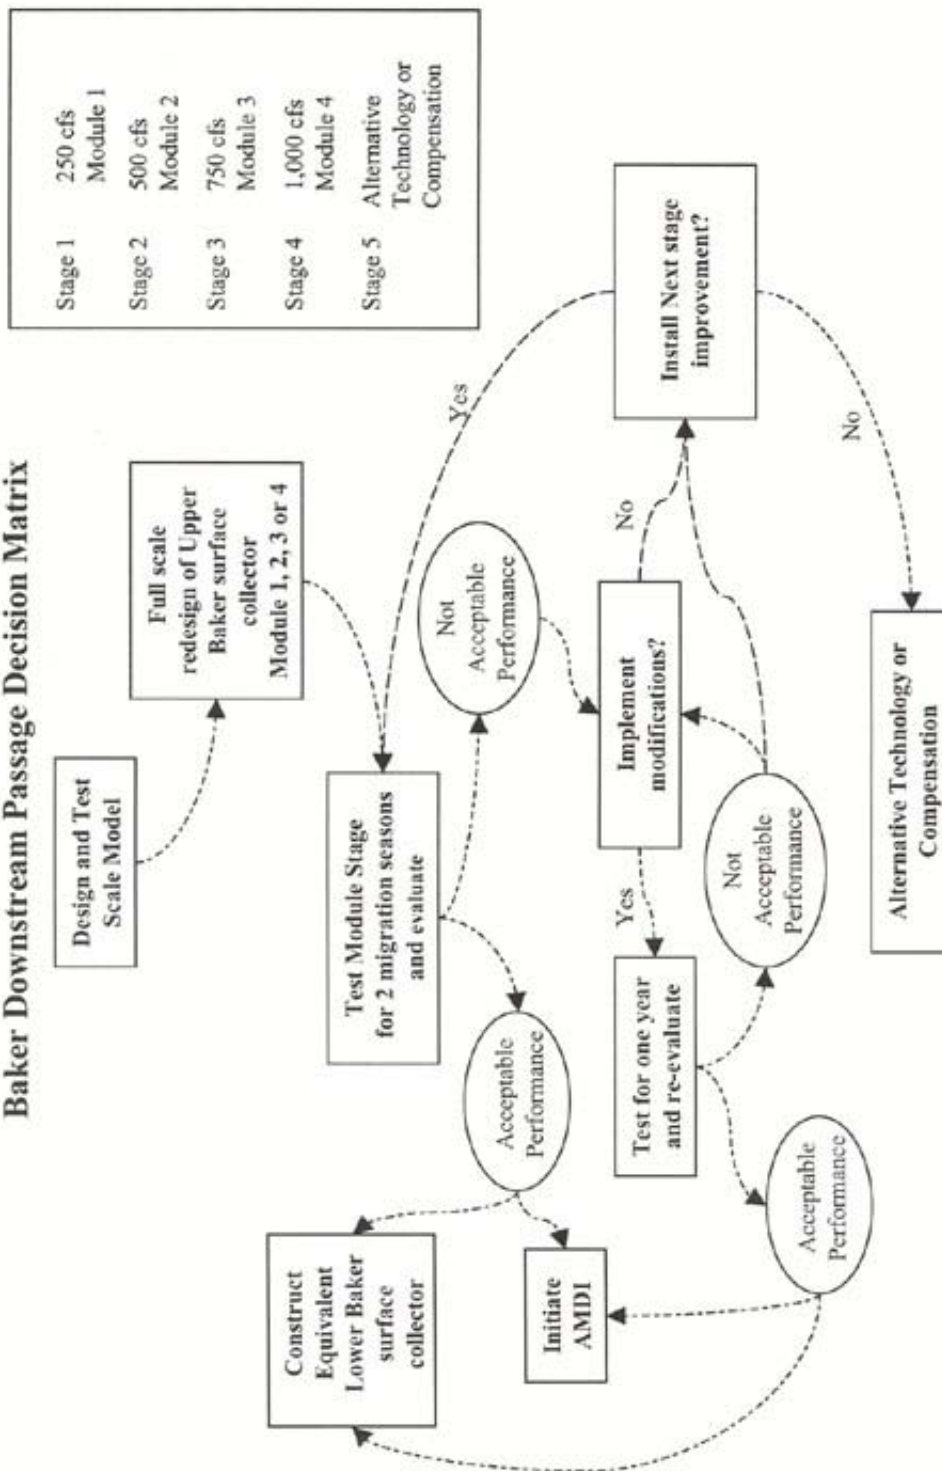 Baker Downstream Passage Decision Matrix
Design and Test
Scale Model
Full scale
redesign of Upper
Baker surface
collector
Module 1, 2, 3 or 4
Stage 1 250 cfs
Module 1
Stage 2 500 cfs
Module 2
Stage 3 750 cfs
Module 3
Stage 4 1,000 cfs
Module 4
Stage 5 Alternative
Technology or
Compensation
Test Module Stage
for 2 migration seasons
and evaluate
Yes
Construct
Equivalent
Lower Baker
surface
collector
Acceptable
Performance
Not
Acceptable
Performance
Initiate
AMDI
Test for one year
and re-evaluate
Yes
Implement
modifications?
No
Install Next stage
improvement?
Acceptable
Performance
Not
Acceptable
Performance
No
Alternative Technology or
Compensation